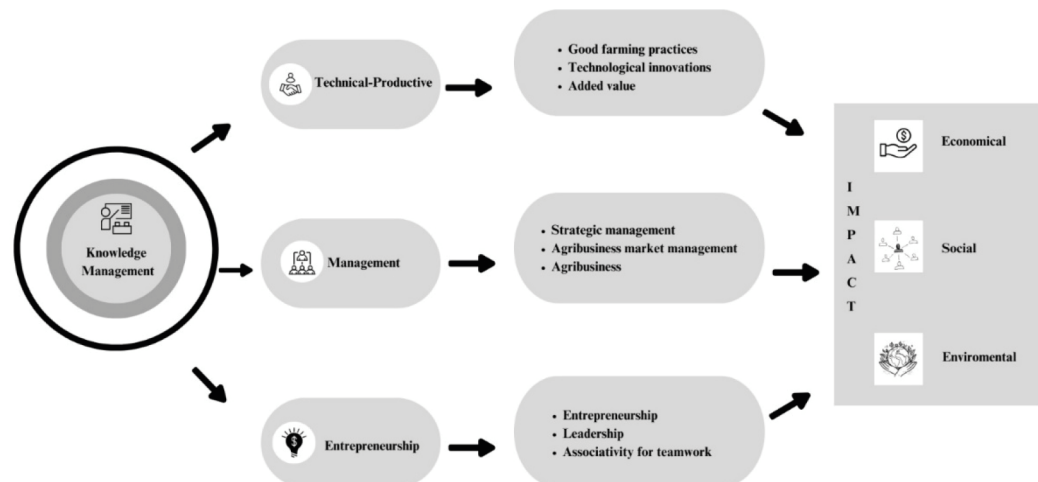 Knowledge
Management
Technical-Productive
• Good farming practices
• Technological innovations
• Added value
Management
• Strategic management
• Agribusiness market management
• Agribusiness
Entrepreneurship
• Entrepreneurship
• Leadership
• Associativity for teamwork
I
M
P
A
C
T
Economical
Social
Enviromental